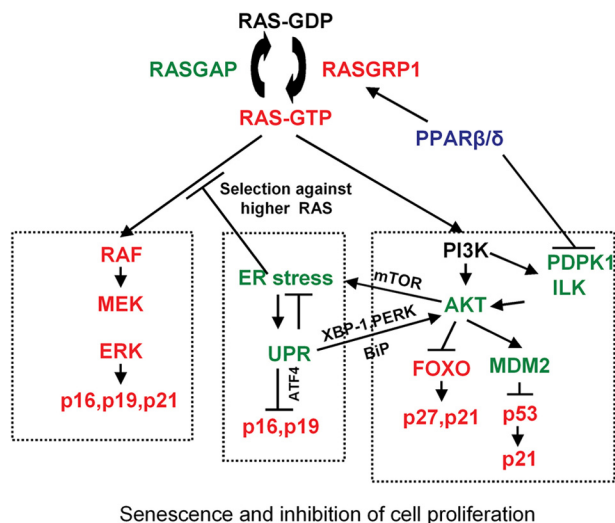 RAS-GDP
RASGAP
RASGRP1
RAS-GTP
PPARβ/δ
Selection against
higher RAS
RAF
MEK
ERK
p16,p19,p21
ER stress
UPR
ATF4
p16,p19
mTOR
XBP-1,PERK
BiP
PI3K
PDPK1
ILK
AKT
FOXO
MDM2
p27,p21
p53
p21
Senescence and inhibition of cell proliferation